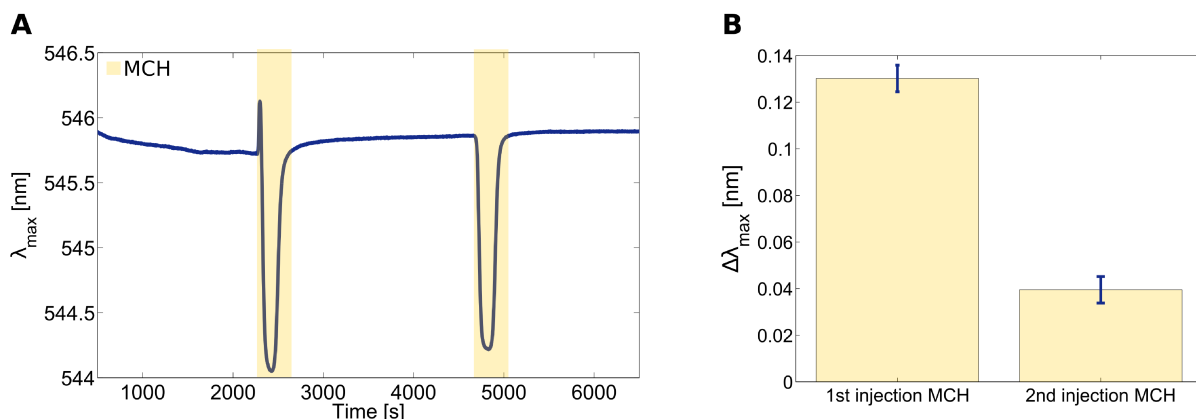 A
546.5
546
545.5
545
544.5
544
λmax [nm]
MCH
1000
2000
3000
4000
5000
6000
Time [s]
B
0.14
0.12
0.1
0.08
0.06
0.04
0.02
0
Δλmax [nm]
1st injection MCH
2nd injection MCH